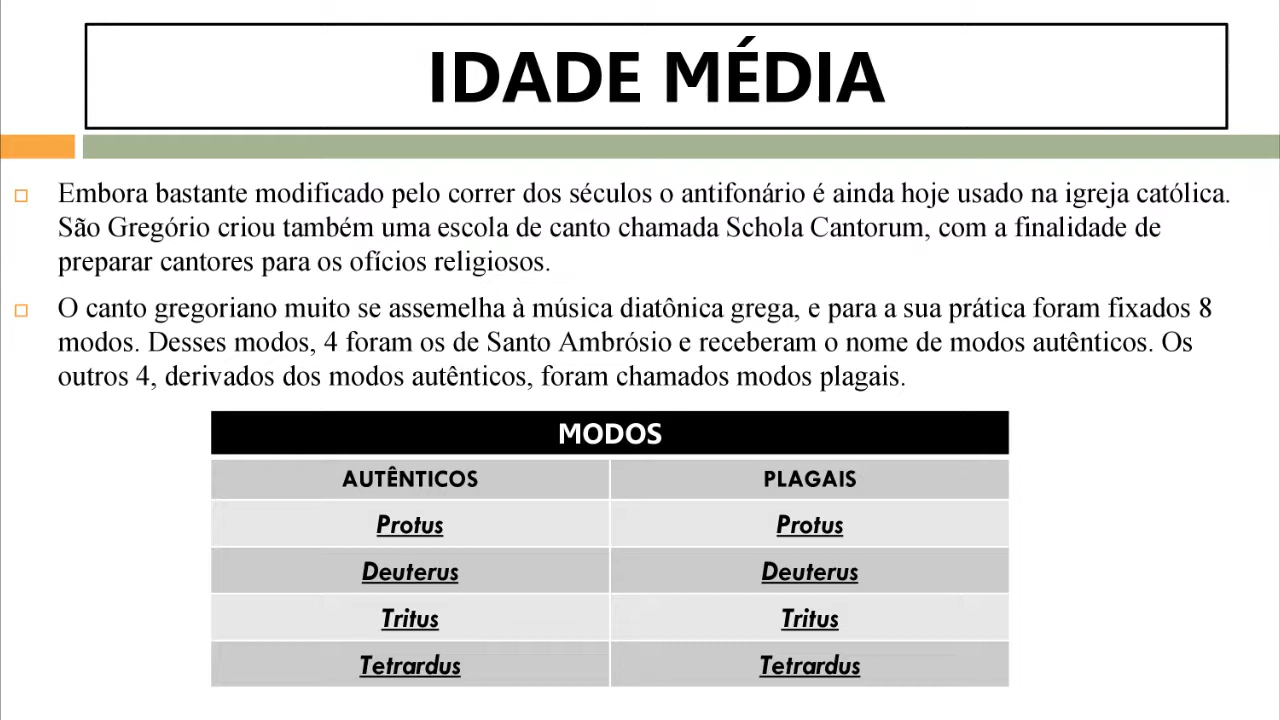 IDADE MÉDIA
Embora bastante modificado pelo correr dos séculos o antifonário é ainda hoje usado na igreja católica.
São Gregório criou também uma escola de canto chamada Schola Cantorum, com a finalidade de
preparar cantores para os ofícios religiosos.
O canto gregoriano muito se assemelha à música diatônica grega, e para a sua prática foram fixados 8
modos. Desses modos, 4 foram os de Santo Ambrósio e receberam o nome de modos autênticos. Os
outros 4, derivados dos modos autênticos, foram chamados modos plagais.
MODOS
AUTÊNTICOS PLAGAIS
Protus Protus
Deuterus Deuterus
Tritus Tritus
Tetrardus Tetrardus